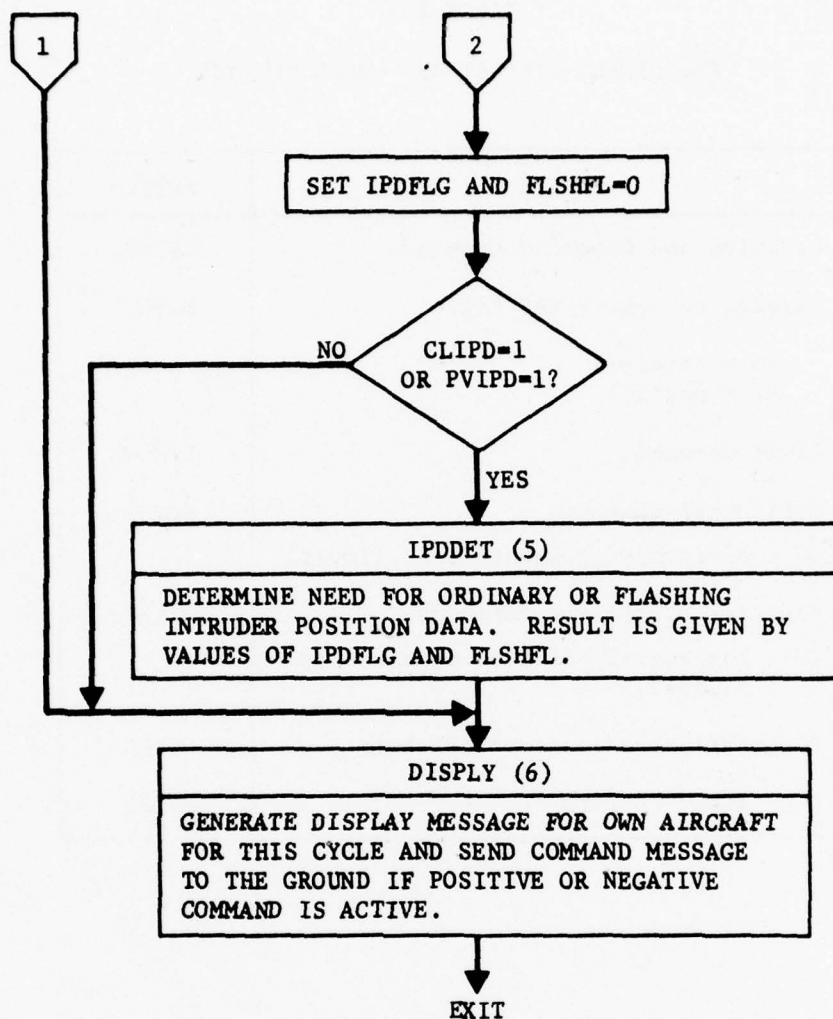 1
2
SET IPDFLG AND FLSHFL=0
NO
CLIPD=1
OR PVIPD=1?
YES
IPDDET (5)
DETERMINE NEED FOR ORDINARY OR FLASHING
INTRUDER POSITION DATA. RESULT IS GIVEN BY
VALUES OF IPDFLG AND FLSHFL.
DISPLY (6)
GENERATE DISPLAY MESSAGE FOR OWN AIRCRAFT
FOR THIS CYCLE AND SEND COMMAND MESSAGE
TO THE GROUND IF POSITIVE OR NEGATIVE
COMMAND IS ACTIVE.
EXIT